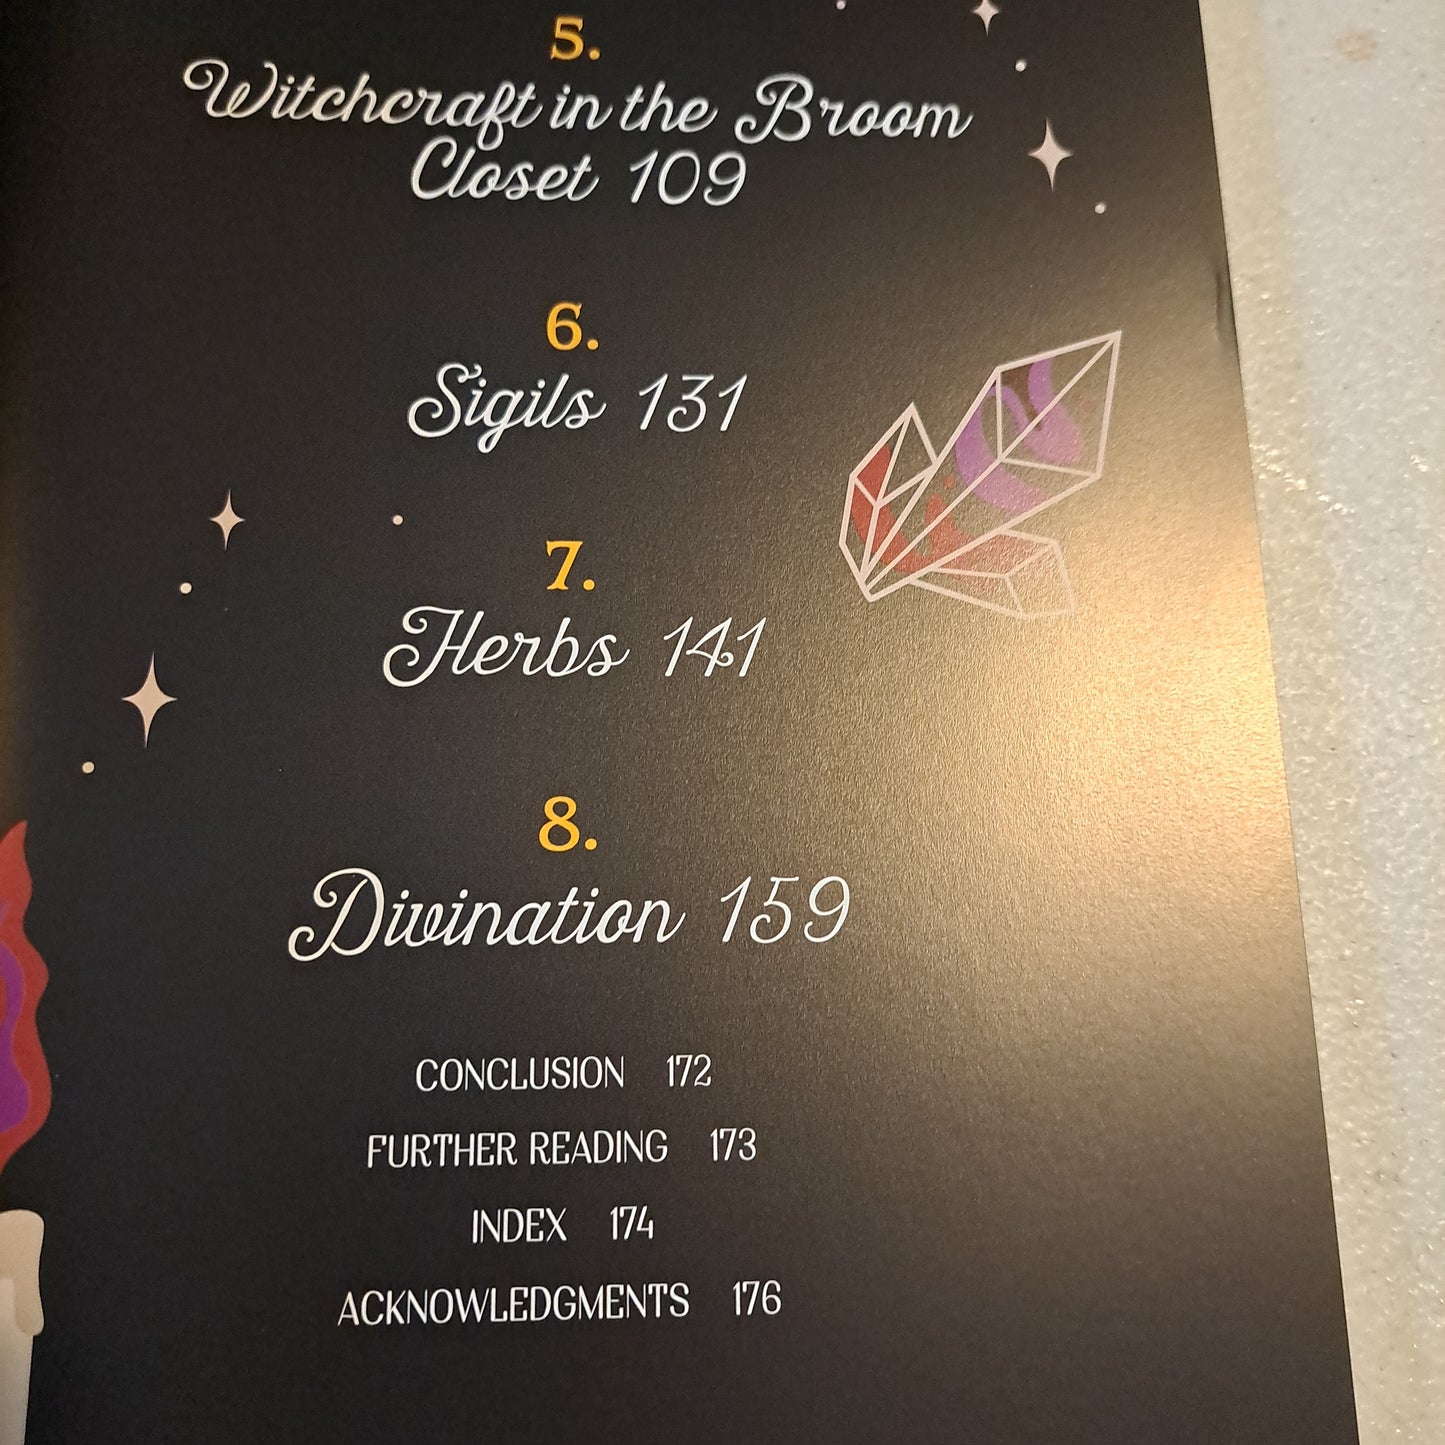 5.
Witchcraft in the Broom
Closet 109
6.
Sigils 131
7.
Herbs 141
8.
Divination 159
CONCLUSION 172
FURTHER READING 173
INDEX 174
ACKNOWLEDGMENTS 176